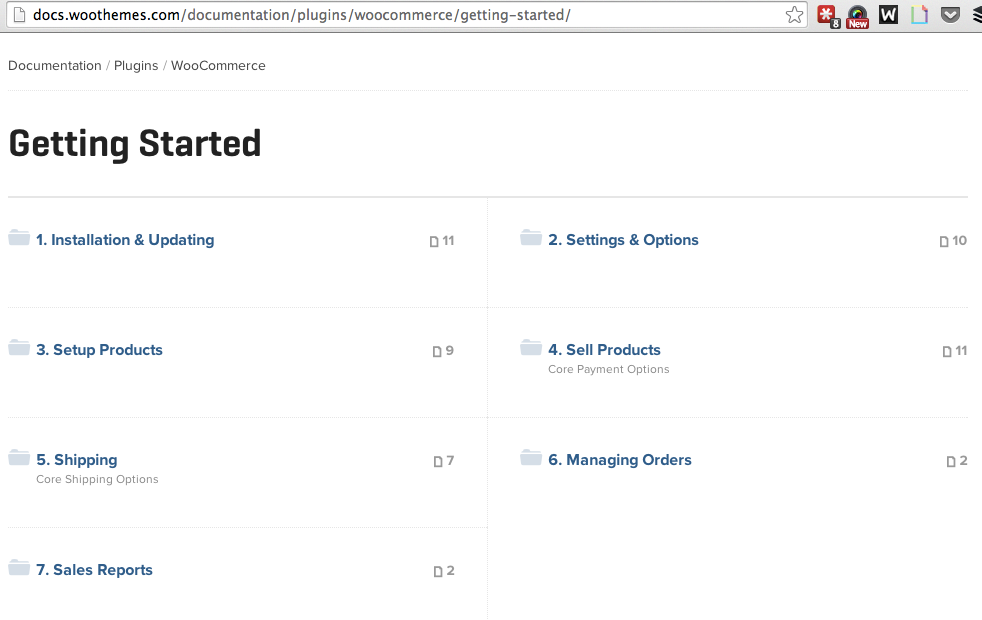 docs.woothemes.com/documentation/plugins/woocommerce/getting-started/
8
New
W
Documentation / Plugins / WooCommerce
Getting Started
1. Installation & Updating 11
2. Settings & Options 10
3. Setup Products 9
4. Sell Products 11
Core Payment Options
5. Shipping 7
Core Shipping Options
6. Managing Orders 2
7. Sales Reports 2